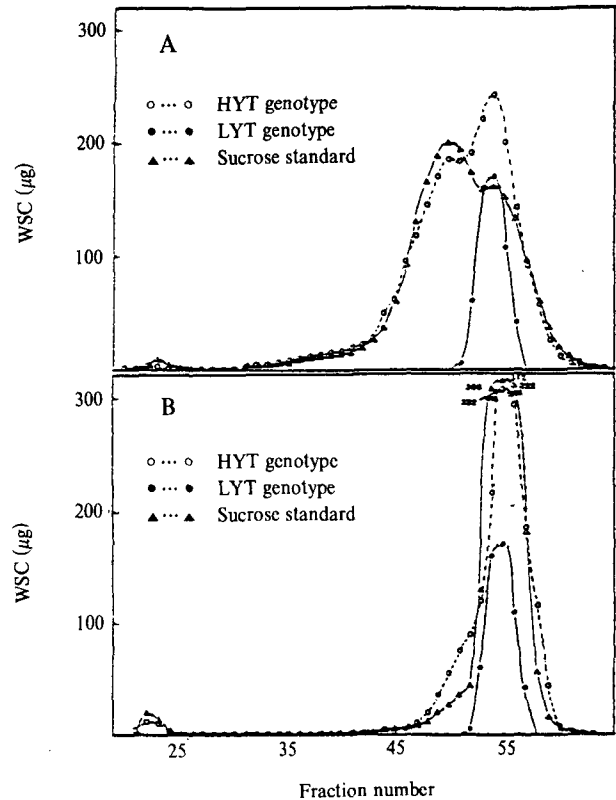 300
A
HYT genotype
LYT genotype
Sucrose standard
200
WSC (μg)
100
300
B
HYT genotype
LYT genotype
Sucrose standard
200
WSC (μg)
100
25 35 45 55
Fraction number